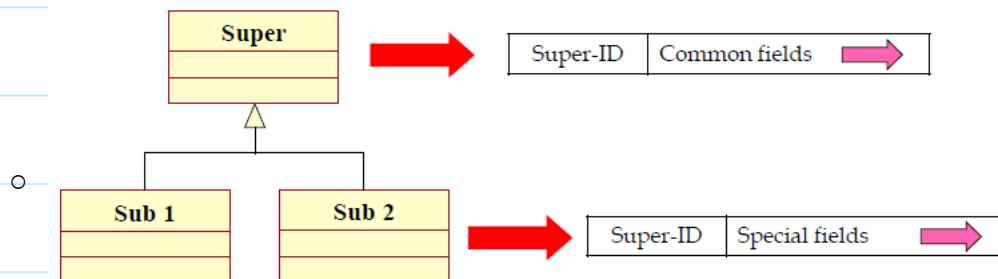 Super
Super-ID Common fields
Sub 1 Sub 2
Super-ID Special fields